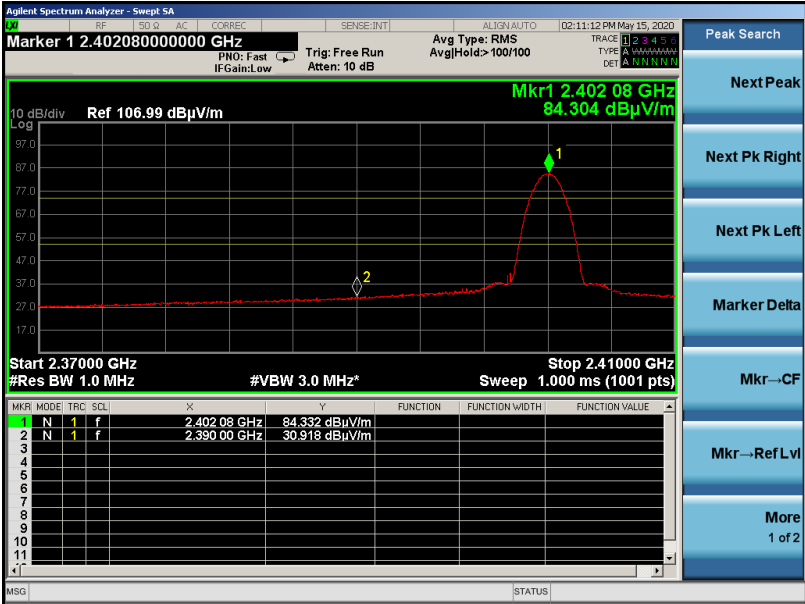 Agilent Spectrum Analyzer - Swept SA
LXI RF 50 Ω AC CORREC SENSE:INT ALIGN AUTO 02:11:12 PM May 15, 2020
Marker 1 2.402080000000 GHz
PNO: Fast
IFGain:Low
Trig: Free Run
Atten: 10 dB
Avg Type: RMS
Avg|Hold:>100/100
TRACE 1 2 3 4 5 6
TYPE A WWWWW
DET A N N N N N
Mkr1 2.402 08 GHz
84.304 dBµV/m
10 dB/div Ref 106.99 dBµV/m
Log
97.0
87.0
77.0
67.0
57.0
47.0
37.0
27.0
17.0
1
2
Start 2.37000 GHz Stop 2.41000 GHz
#Res BW 1.0 MHz #VBW 3.0 MHz* Sweep 1.000 ms (1001 pts)
MKR MODE TRC SCL X Y FUNCTION FUNCTION WIDTH FUNCTION VALUE
1 N 1 f 2.402 08 GHz 84.332 dBµV/m
2 N 1 f 2.390 00 GHz 30.918 dBµV/m
3
4
5
6
7
8
9
10
11
MSG STATUS
Peak Search
Next Peak
Next Pk Right
Next Pk Left
Marker Delta
Mkr→CF
Mkr→Ref Lvl
More
1 of 2